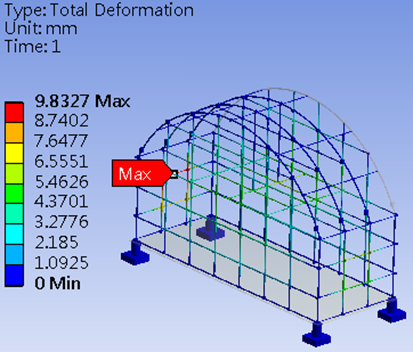 Type: Total Deformation
Unit: mm
Time: 1
9.8327 Max
8.7402
7.6477
6.5551
5.4626
4.3701
3.2776
2.185
1.0925
0 Min
Max